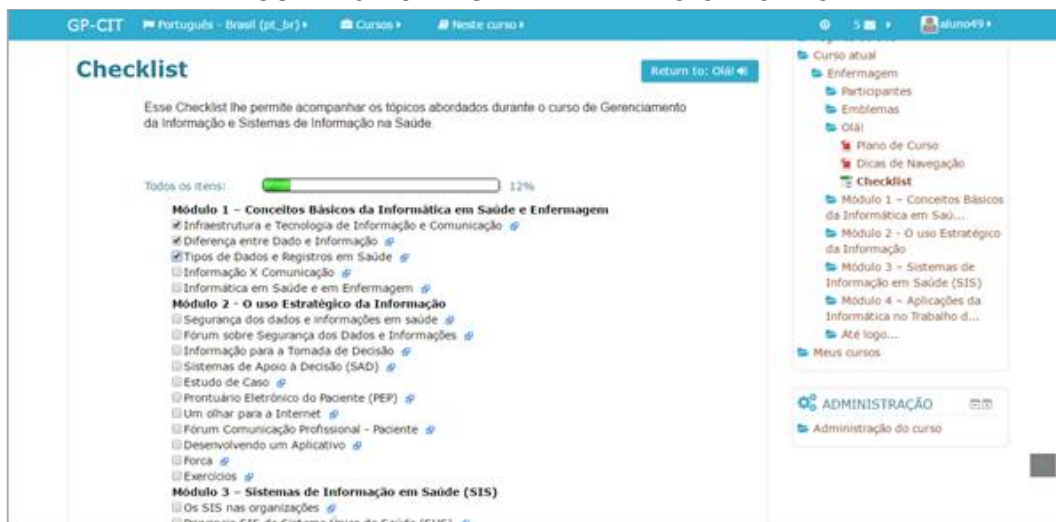 GP-CIT Português - Brasil (pt_br) Cursos Neste curso 5 aluno49
Checklist
Return to: Olá!
Esse Checklist lhe permite acompanhar os tópicos abordados durante o curso de Gerenciamento
da Informação e Sistemas de Informação na Saúde.
Todos os itens: 12%
Módulo 1 – Conceitos Básicos da Informática em Saúde e Enfermagem
Infraestrutura e Tecnologia de Informação e Comunicação
Diferença entre Dado e Informação
Tipos de Dados e Registros em Saúde
Informação X Comunicação
Informática em Saúde e em Enfermagem
Módulo 2 - O uso Estratégico da Informação
Segurança dos dados e informações em saúde
Fórum sobre Segurança dos Dados e Informações
Informação para a Tomada de Decisão
Sistemas de Apoio à Decisão (SAD)
Estudo de Caso
Prontuário Eletrônico do Paciente (PEP)
Um olhar para a Internet
Fórum Comunicação Profissional - Paciente
Desenvolvendo um Aplicativo
Forca
Exercícios
Módulo 3 – Sistemas de Informação em Saúde (SIS)
Os SIS nas organizações
Curso atual
Enfermagem
Participantes
Emblemas
Olá!
Plano de Curso
Dicas de Navegação
Checklist
Módulo 1 – Conceitos Básicos
da Informática em Saú...
Módulo 2 - O uso Estratégico
da Informação
Módulo 3 – Sistemas de
Informação em Saúde (SIS)
Módulo 4 – Aplicações da
Informática no Trabalho d...
Até logo...
Meus cursos
ADMINISTRAÇÃO
Administração do curso